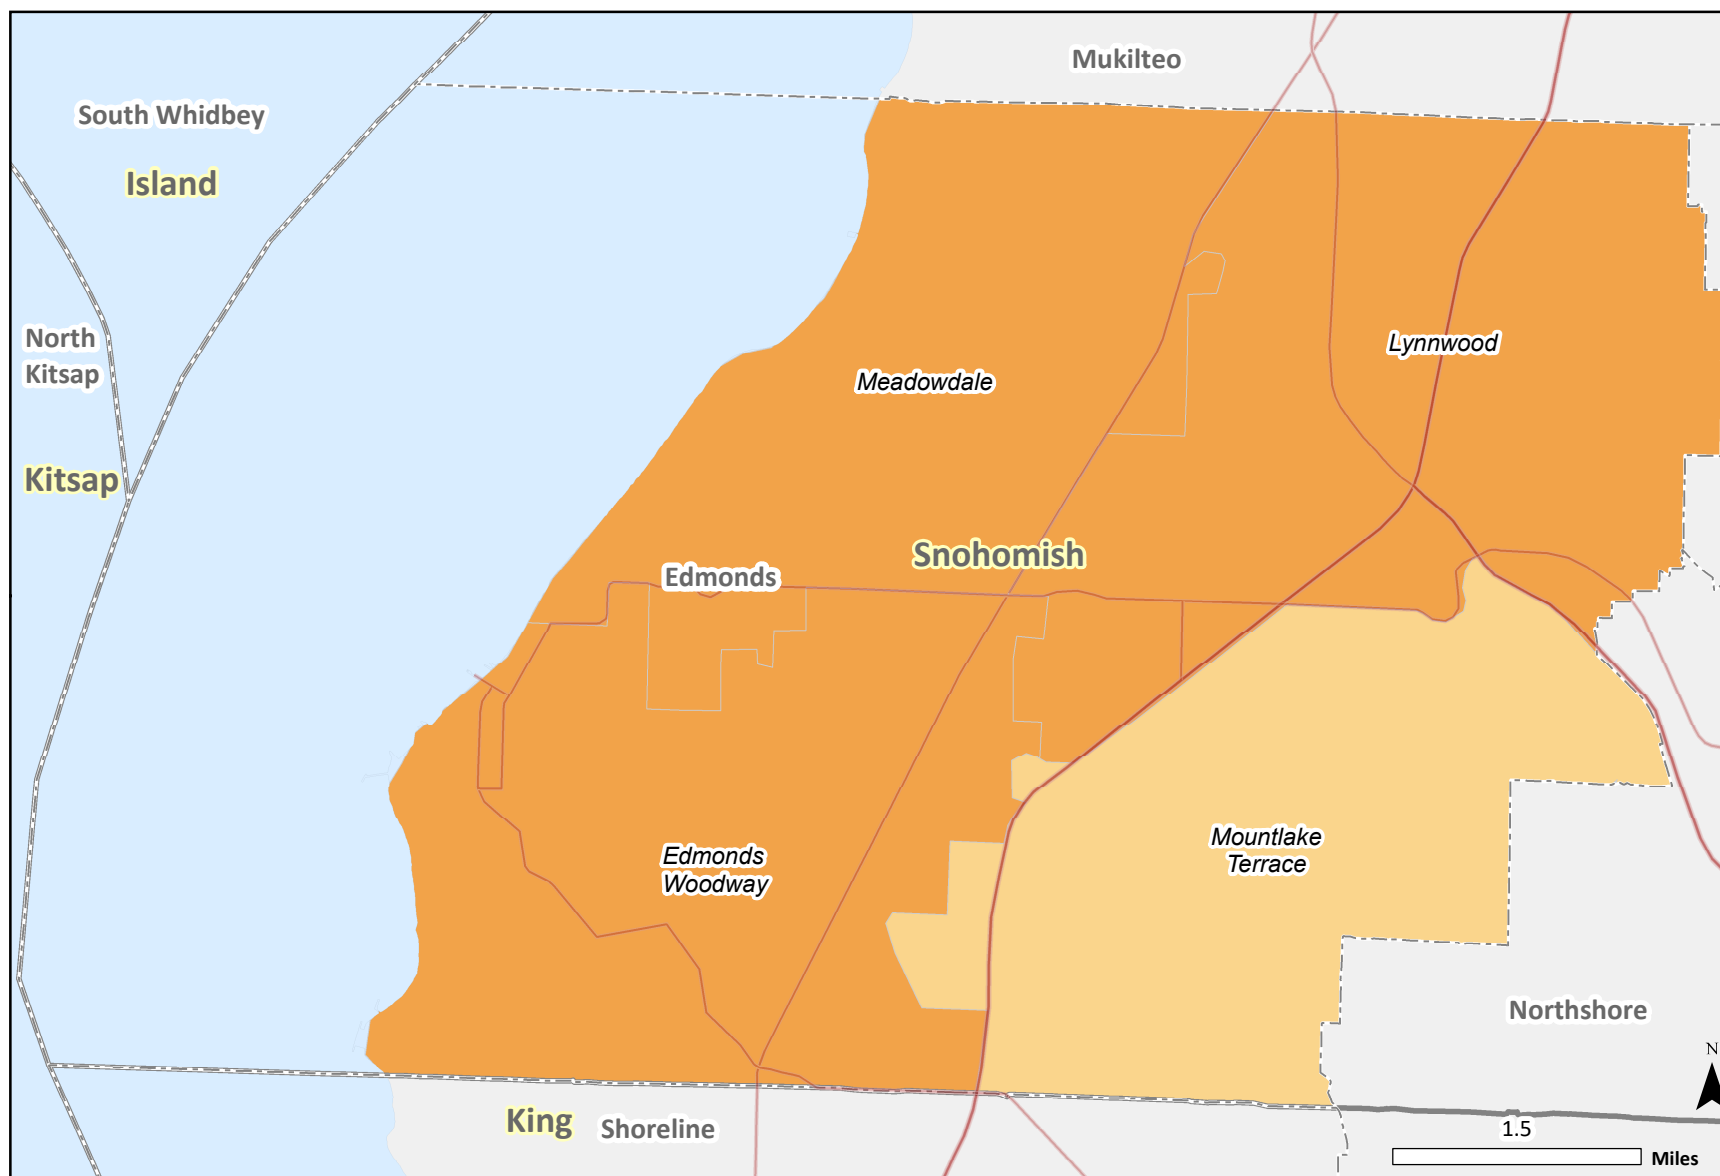 Mukilteo
South Whidbey
Island
North
Kitsap
Lynnwood
Meadowdale
Kitsap
Snohomish
Edmonds
Mountlake
Terrace
Edmonds
Woodway
Northshore
N
King
Shoreline
1.5
Miles